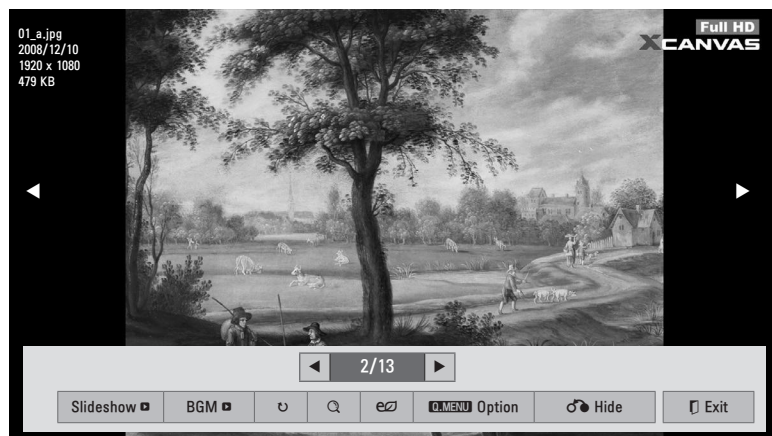 01_a.jpg
2008/12/10
1920 x 1080
479 KB
Full HD
XCANVAS
2/13
Slideshow
BGM
Q.MENU Option
Hide
Exit